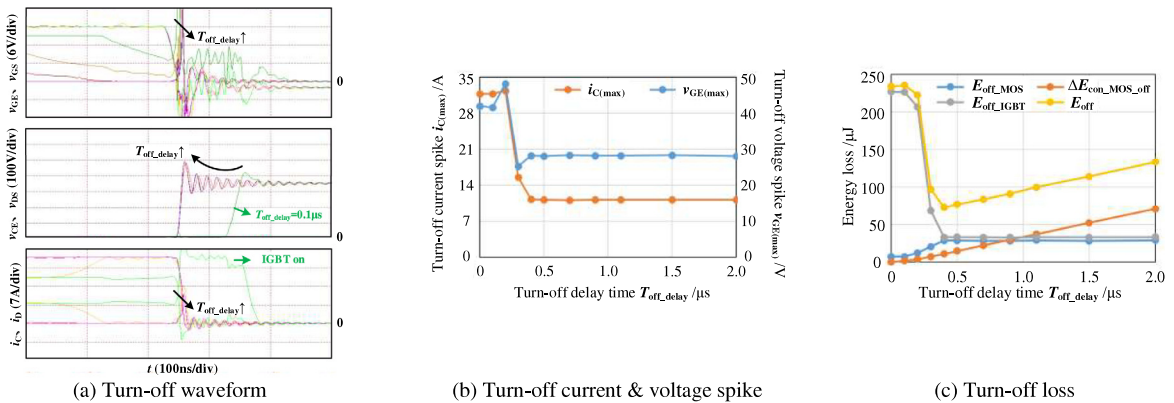 v_GE、v_GS (6V/div)
T_off_delay↑
0
v_CE、v_DS (100V/div)
T_off_delay↑
T_off_delay=0.1μs
0
i_C、i_D (7A/div)
IGBT on
T_off_delay↑
0
t (100ns/div)
(a) Turn-off waveform
Turn-off current spike i_C(max) /A
35
28
21
14
7
0
i_C(max)
v_GE(max)
50
40
30
20
10
0
Turn-off voltage spike v_GE(max) /V
0
0.5
1.0
1.5
2.0
Turn-off delay time T_off_delay /μs
(b) Turn-off current & voltage spike
Energy loss /μJ
250
200
150
100
50
0
E_off_MOS
ΔE_con_MOS_off
E_off_IGBT
E_off
0
0.5
1.0
1.5
2.0
Turn-off delay time T_off_delay /μs
(c) Turn-off loss